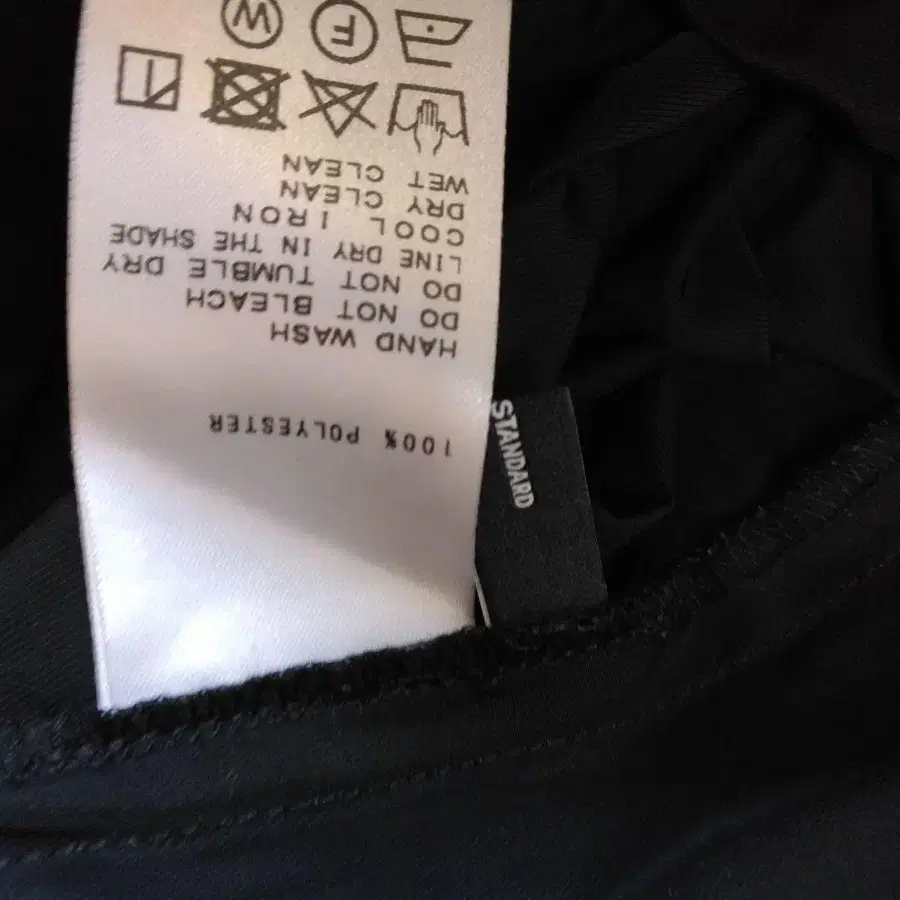 100% POLYESTER
HAND WASH
DO NOT BLEACH
DO NOT TUMBLE DRY
LINE DRY IN THE SHADE
COOL IRON
DRY CLEAN
WET CLEAN
F
W
STANDARD